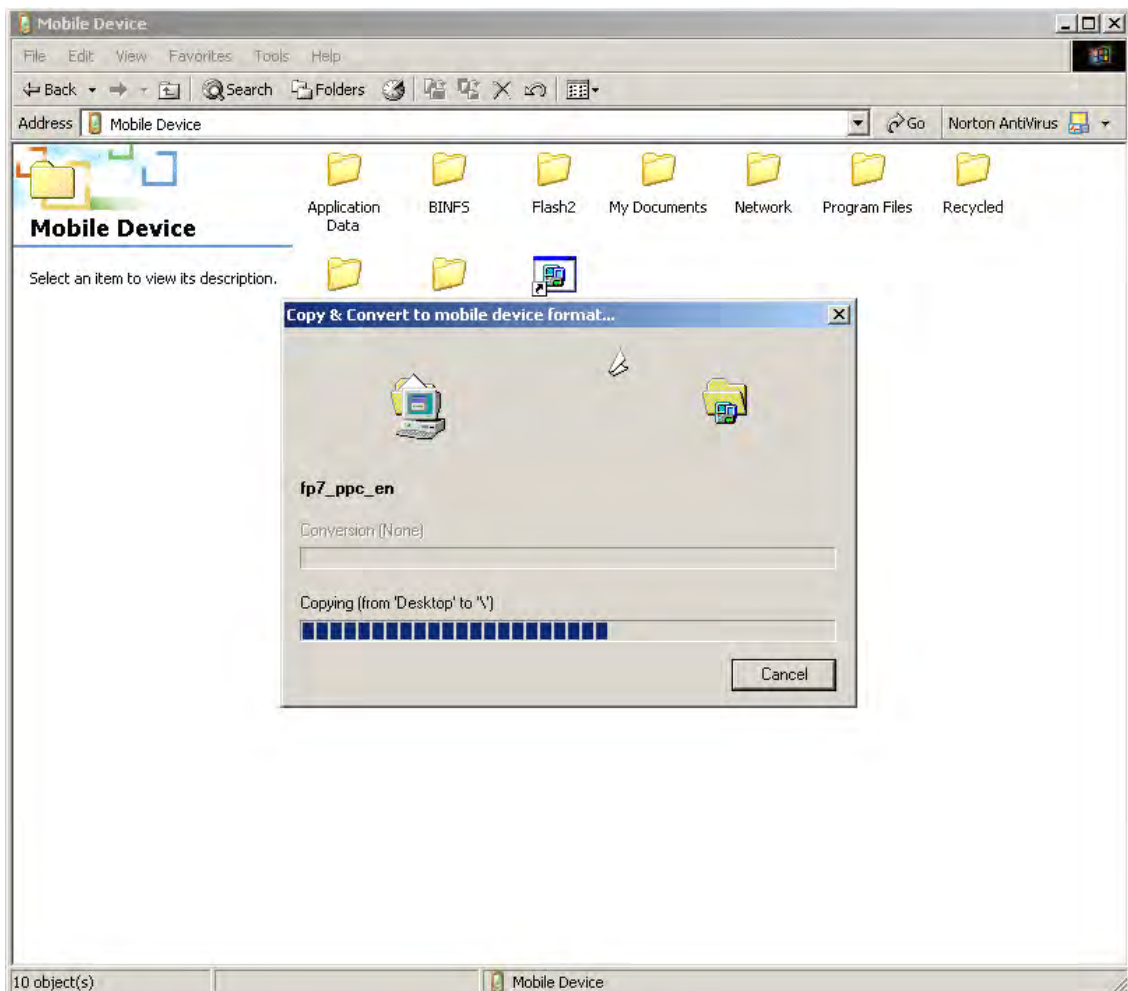 Mobile Device
File Edit View Favorites Tools Help
Back Search Folders
Address Mobile Device Go Norton AntiVirus
Application Data
BINFS
Flash2
My Documents
Network
Program Files
Recycled
Mobile Device
Select an item to view its description.
Copy & Convert to mobile device format...
fp7_ppc_en
Conversion (None)
Copying (from 'Desktop' to '\')
Cancel
10 object(s) Mobile Device